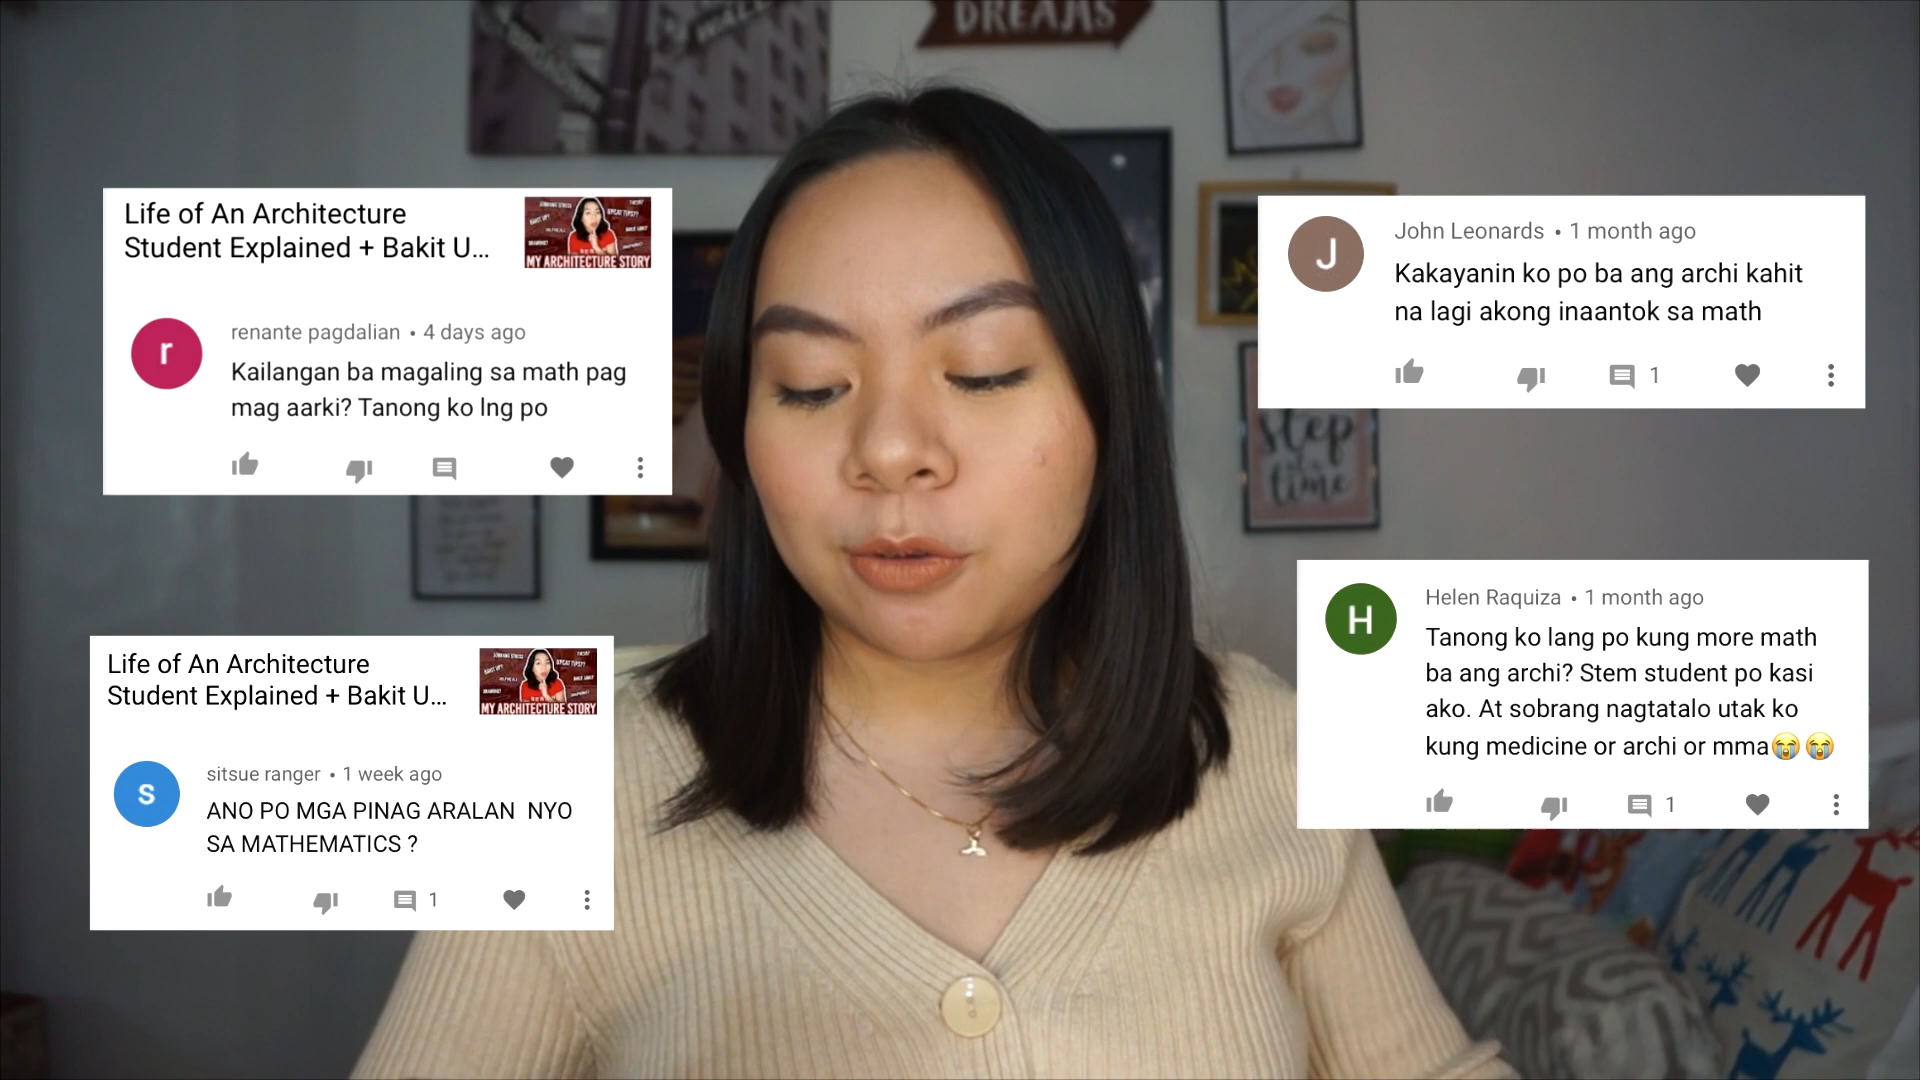 DREAMS
WALL
Life of An Architecture
Student Explained + Bakit U...
MY ARCHITECTURE STORY
renante pagdalian • 4 days ago
Kailangan ba magaling sa math pag
mag aarki? Tanong ko lng po
John Leonards • 1 month ago
Kakayanin ko po ba ang archi kahit
na lagi akong inaantok sa math
1
step
time
Life of An Architecture
Student Explained + Bakit U...
MY ARCHITECTURE STORY
sitsue ranger • 1 week ago
ANO PO MGA PINAG ARALAN NYO
SA MATHEMATICS ?
1
Helen Raquiza • 1 month ago
Tanong ko lang po kung more math
ba ang archi? Stem student po kasi
ako. At sobrang nagtatalo utak ko
kung medicine or archi or mma😭😭
1